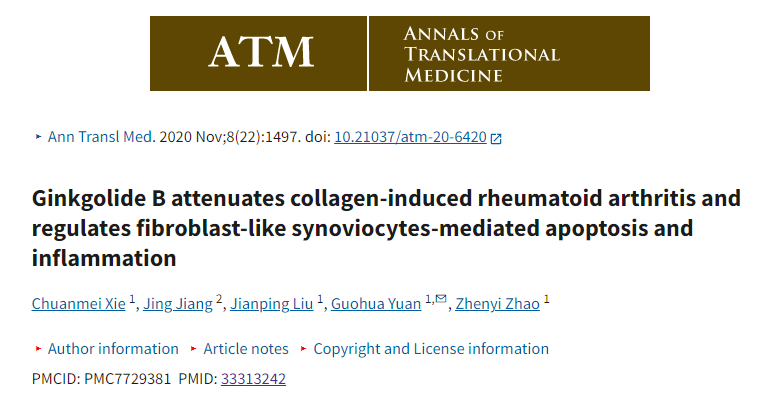 ATM
ANNALS OF
TRANSLATIONAL
MEDICINE
Ann Transl Med. 2020 Nov;8(22):1497. doi: 10.21037/atm-20-6420
Ginkgolide B attenuates collagen-induced rheumatoid arthritis and
regulates fibroblast-like synoviocytes-mediated apoptosis and
inflammation
Chuanmei Xie 1, Jing Jiang 2, Jianping Liu 1, Guohua Yuan 1,✉, Zhenyi Zhao 1
Author information Article notes Copyright and License information
PMCID: PMC7729381 PMID: 33313242